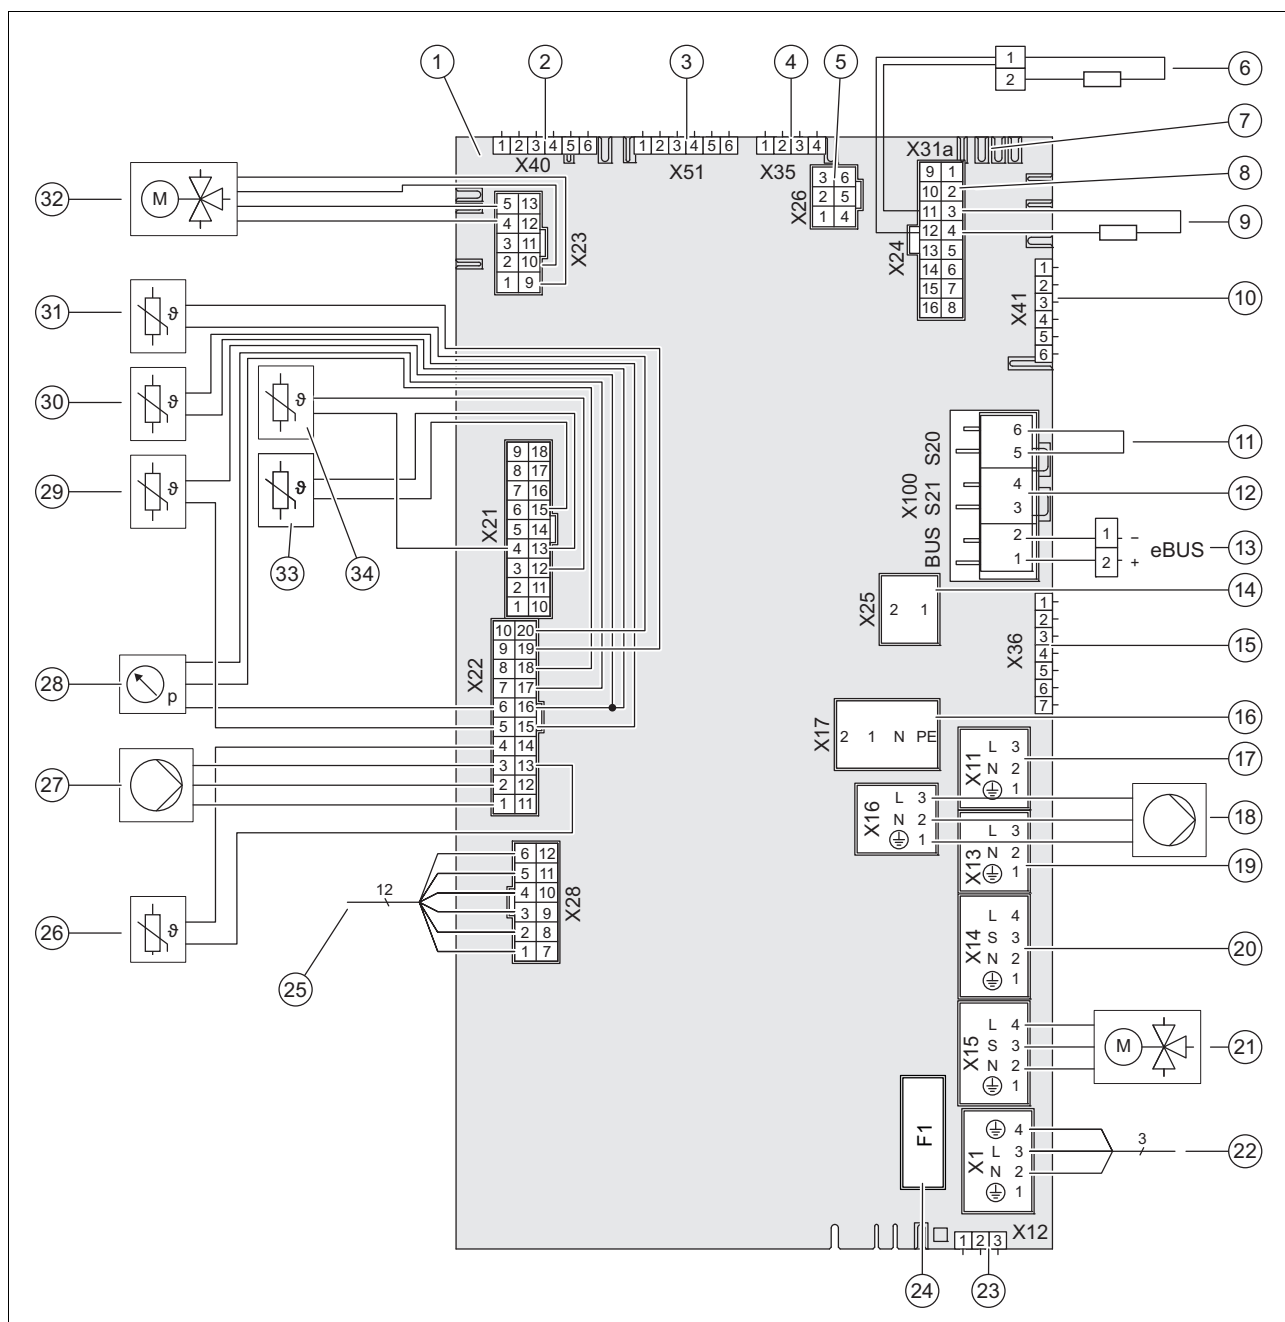 1 2 3 4 5 6
1 2 3 4 5 6 1 2 3 4 5 6 1 2 3 4
X40 X51 X35 X31a 7
1
2
32 M
5 13
4 12
3 11
2 10
1 9
X23
X26
3 6
2 5
1 4
X24
9 1
10 2
11 3
12 4
13 5
14 6
15 7
16 8
8
9
31 ϑ
30 ϑ
29 ϑ
ϑ
ϑ
33 34
X41
1
2
3
4
5
6
10
X21
9 18
8 17
7 16
6 15
5 14
4 13
3 12
2 11
1 10
X100
BUS S21 S20
6
5
4
3
2
1
11
12
1 −
2 +
eBUS 13
X25
2 1
14
28 p
X22
10 20
9 19
8 18
7 17
6 16
5 15
4 14
3 13
2 12
1 11
X36
1
2
3
4
5
6
7
15
X17
2 1 N PE
16
27
X11
L 3
N 2
1
17
X16
L 3
N 2
1
18
X13
L 3
N 2
1
19
26 ϑ
12
25
X28
6 12
5 11
4 10
3 9
2 8
1 7
X14
L 4
S 3
N 2
1
20
X15
L 4
S 3
N 2
1
M
21
F1
X1
4
L 3
N 2
1
3
22
1 2 3
X12
24 23